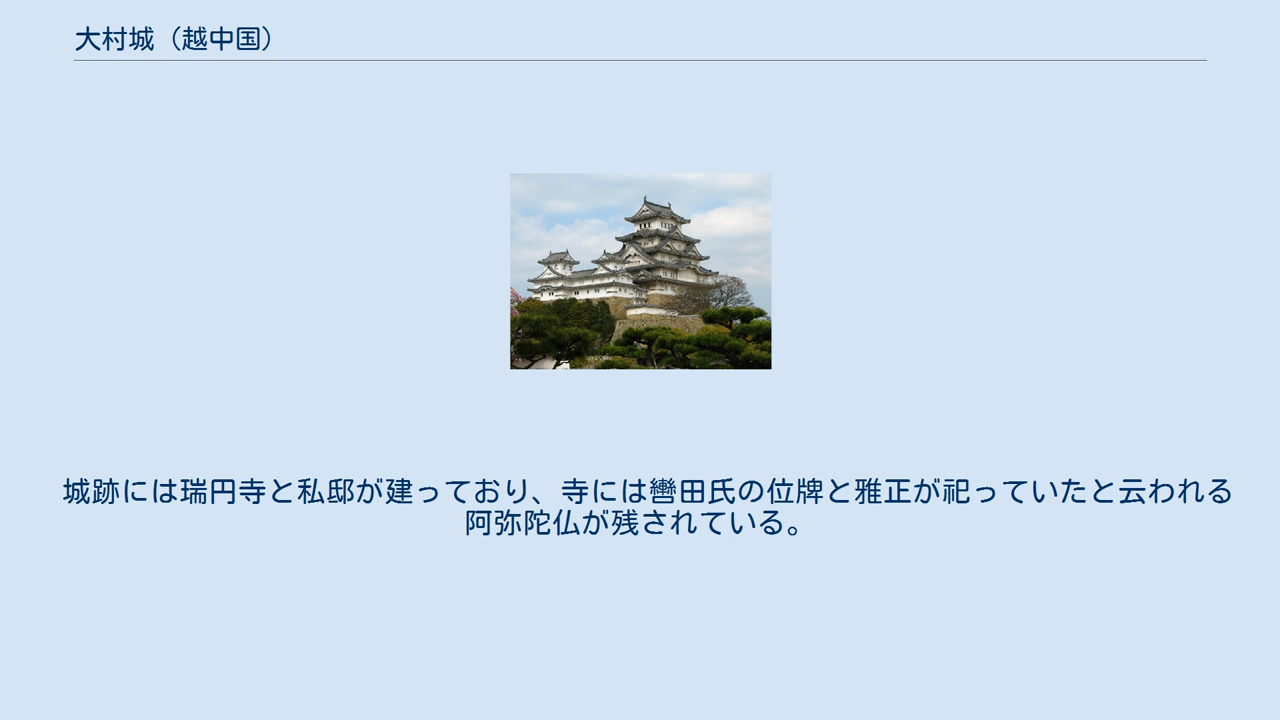 大村城（越中国）
城跡には瑞円寺と私邸が建っており、寺には轡田氏の位牌と雅正が祀っていたと云われる
阿弥陀仏が残されている。